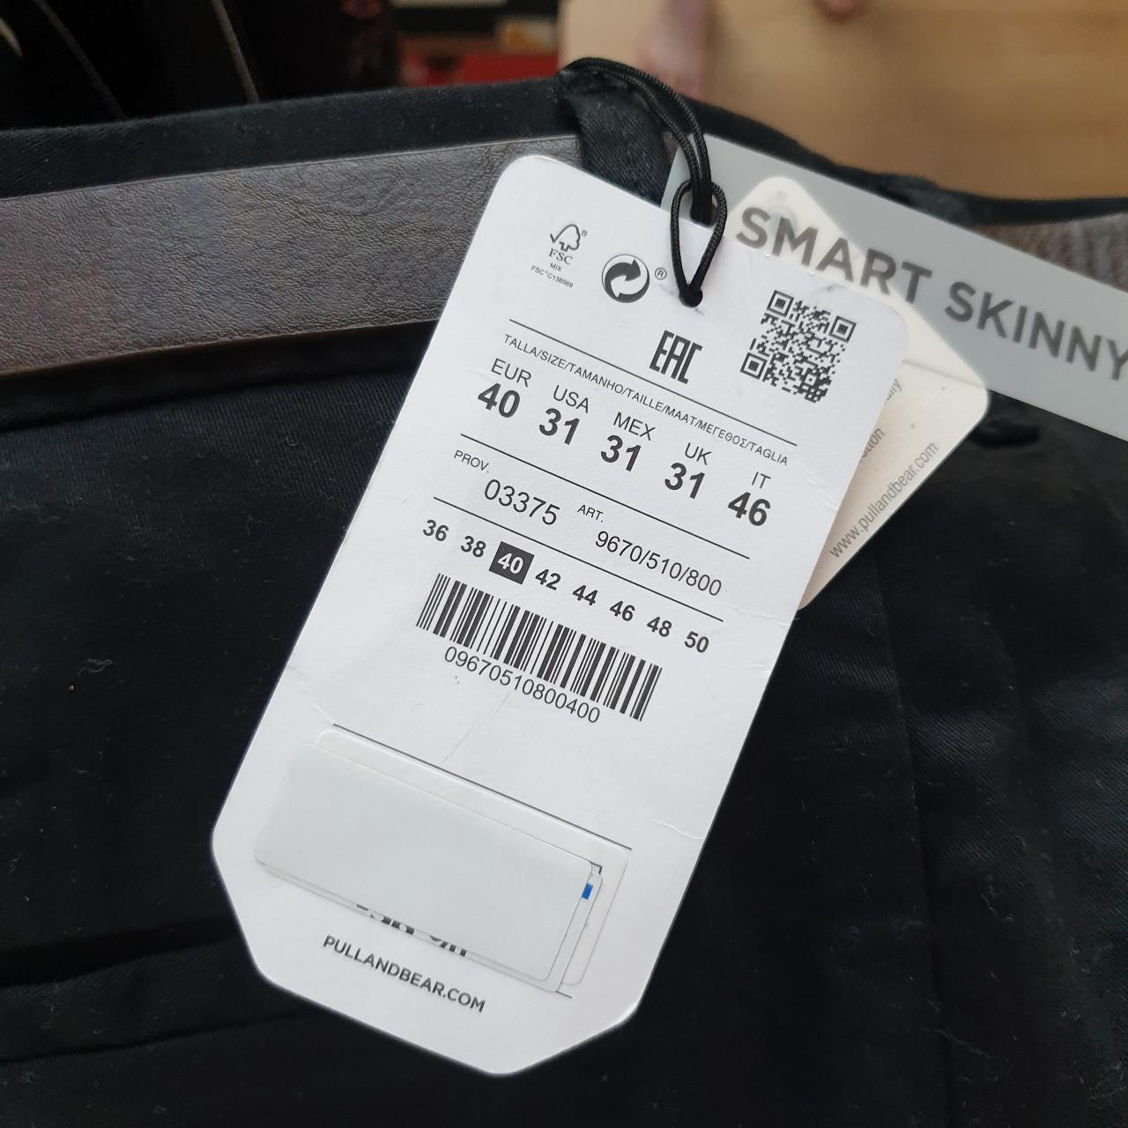 FSC ®
MIX
FSC® C136569
®
SMART SKINNY
EAC
TALLA/SIZE/TAMANHO/TAILLE/MAAT/ΜΕΓΕΘΟΣ/TAGLIA
EUR USA MEX UK IT
40 31 31 31 46
PROV. 03375 ART. 9670/510/800
36 38 40 42 44 46 48 50
09670510800400
www.pullandbear.com
PULLANDBEAR.COM